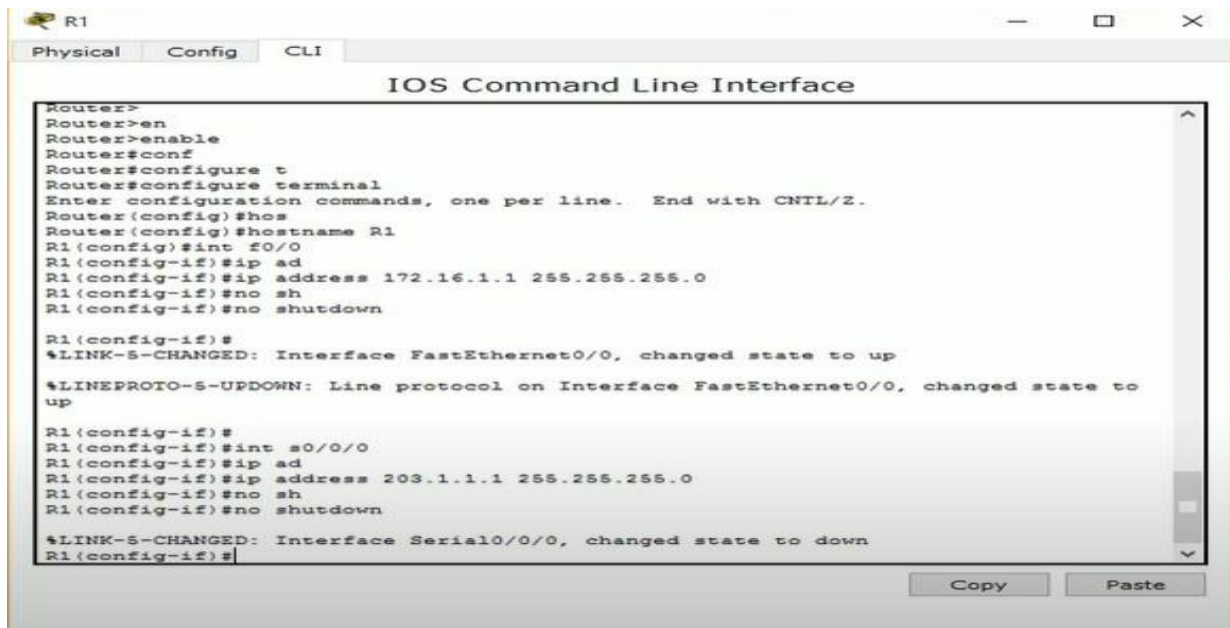 R1
Physical Config CLI
IOS Command Line Interface
Router>
Router>en
Router>enable
Router#conf
Router#configure t
Router#configure terminal
Enter configuration commands, one per line. End with CNTL/Z.
Router(config)#hos
Router(config)#hostname R1
R1(config)#int f0/0
R1(config-if)#ip ad
R1(config-if)#ip address 172.16.1.1 255.255.255.0
R1(config-if)#no sh
R1(config-if)#no shutdown
R1(config-if)#
%LINK-5-CHANGED: Interface FastEthernet0/0, changed state to up
%LINEPROTO-5-UPDOWN: Line protocol on Interface FastEthernet0/0, changed state to
up
R1(config-if)#
R1(config-if)#int s0/0/0
R1(config-if)#ip ad
R1(config-if)#ip address 203.1.1.1 255.255.255.0
R1(config-if)#no sh
R1(config-if)#no shutdown
%LINK-5-CHANGED: Interface Serial0/0/0, changed state to down
R1(config-if)#
Copy Paste